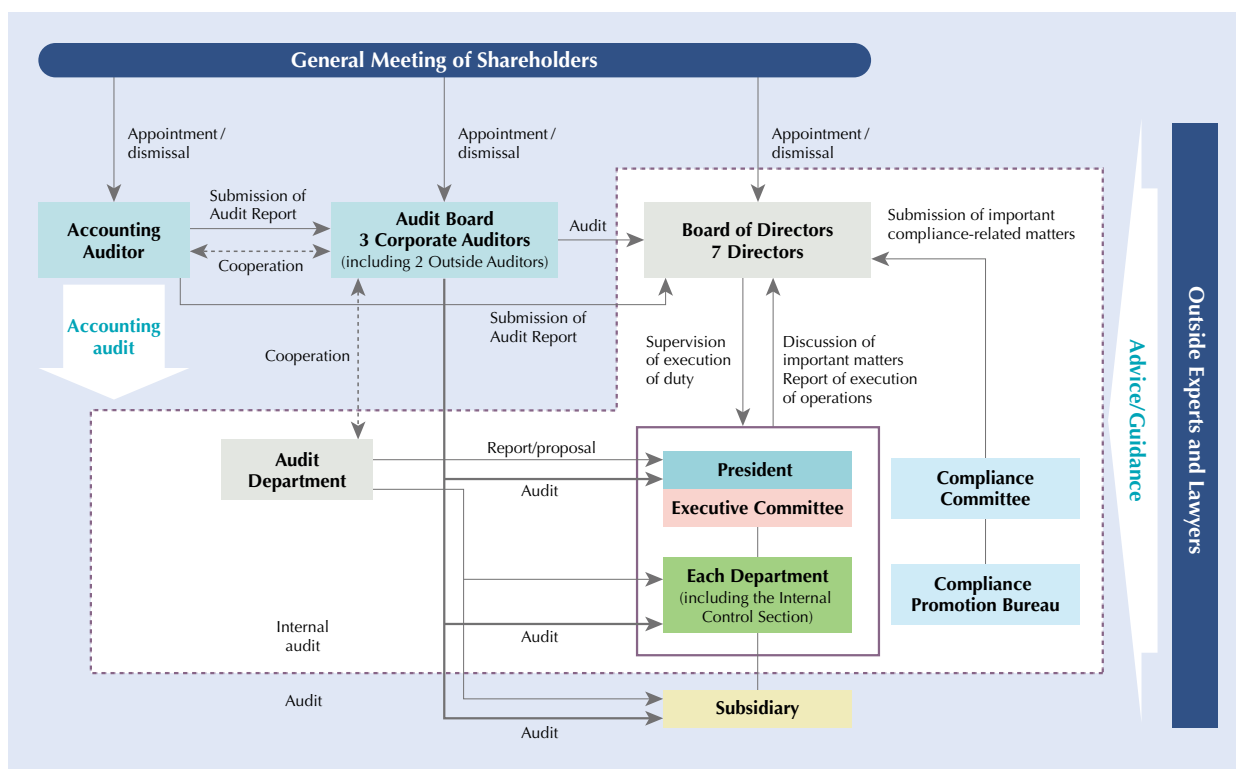 General Meeting of Shareholders
Appointment/
dismissal
Appointment/
dismissal
Appointment/
dismissal
Accounting
Auditor
Submission of
Audit Report
Cooperation
Audit Board
3 Corporate Auditors
(including 2 Outside Auditors)
Audit
Board of Directors
7 Directors
Submission of important
compliance-related matters
Accounting
audit
Submission of
Audit Report
Cooperation
Supervision
of execution
of duty
Discussion of
important matters
Report of execution
of operations
Audit
Department
Report/proposal
Audit
President
Executive Committee
Compliance
Committee
Each Department
(including the Internal
Control Section)
Compliance
Promotion Bureau
Internal
audit
Audit
Audit
Subsidiary
Audit
Advice/Guidance
Outside Experts and Lawyers